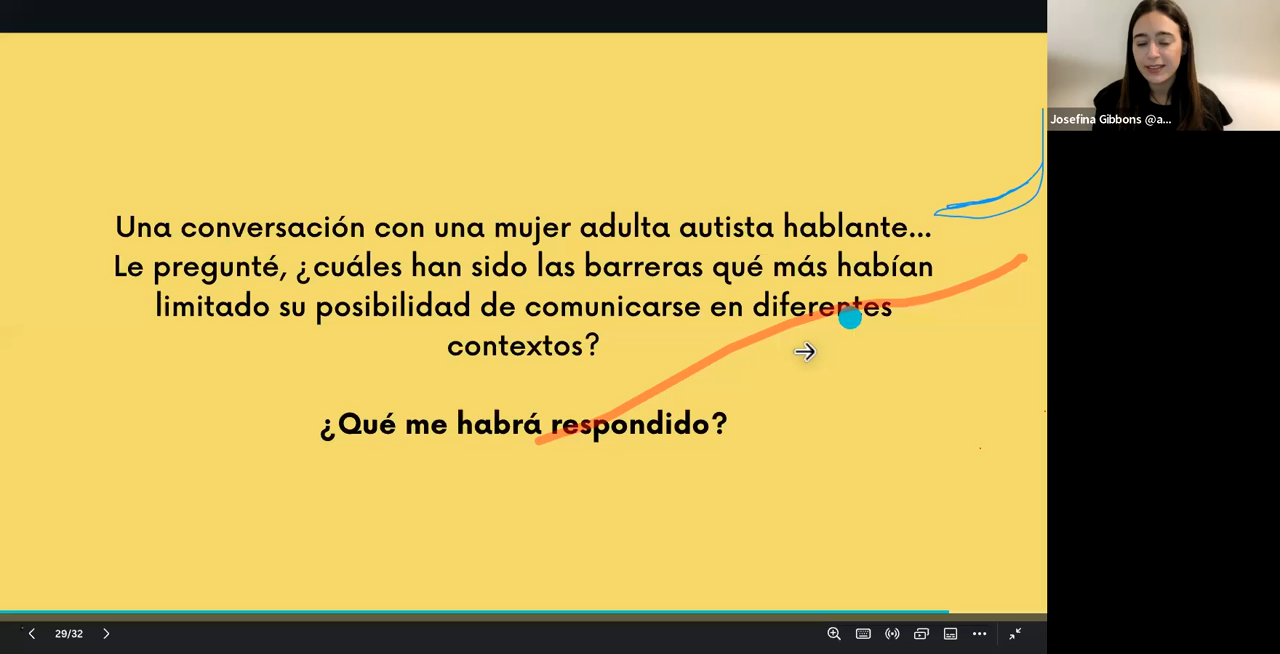 Josefina Gibbons @a...
Una conversación con una mujer adulta autista hablante...
Le pregunté, ¿cuáles han sido las barreras qué más habían
limitado su posibilidad de comunicarse en diferentes
contextos?
¿Qué me habrá respondido?
29/32